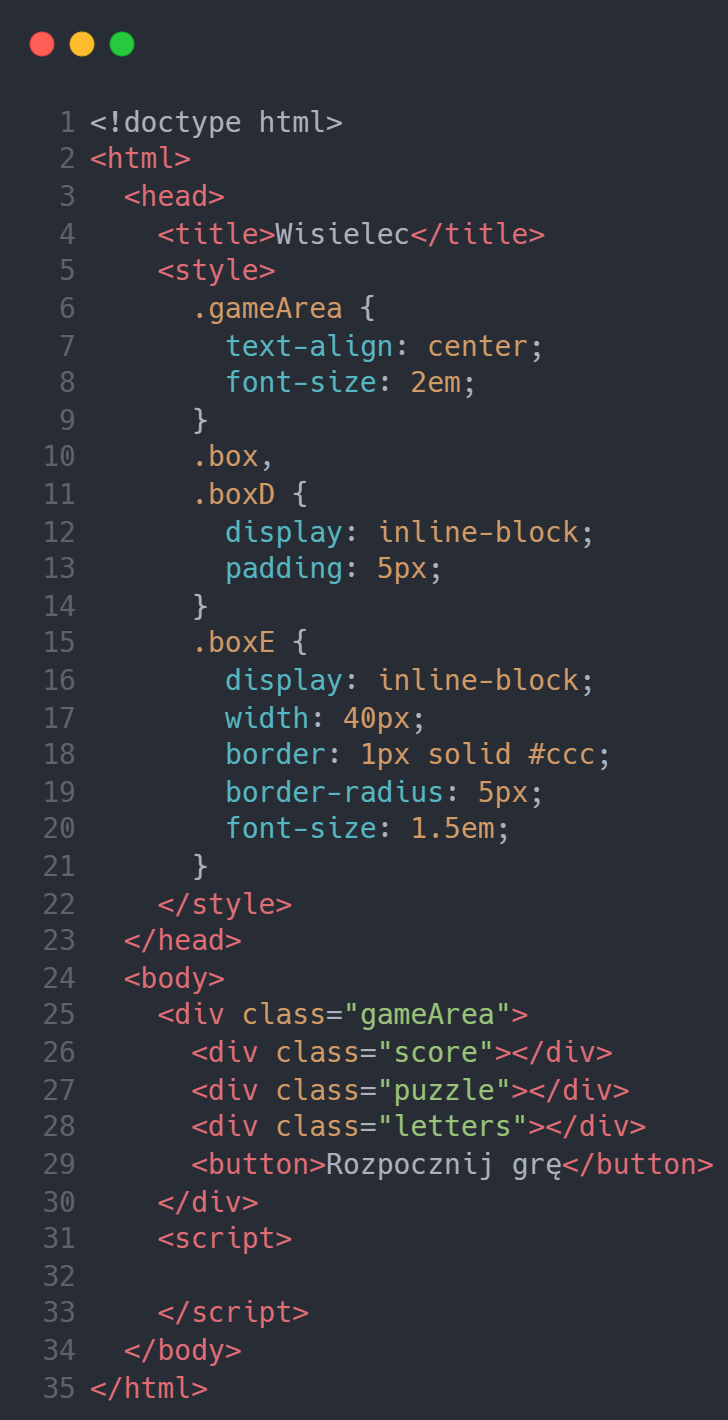 1 <!doctype html>
2 <html>
3   <head>
4     <title>Wisielec</title>
5     <style>
6       .gameArea {
7         text-align: center;
8         font-size: 2em;
9       }
10       .box,
11       .boxD {
12         display: inline-block;
13         padding: 5px;
14       }
15       .boxE {
16         display: inline-block;
17         width: 40px;
18         border: 1px solid #ccc;
19         border-radius: 5px;
20         font-size: 1.5em;
21       }
22     </style>
23   </head>
24   <body>
25     <div class="gameArea">
26       <div class="score"></div>
27       <div class="puzzle"></div>
28       <div class="letters"></div>
29       <button>Rozpocznij grę</button>
30     </div>
31     <script>
32
33     </script>
34   </body>
35 </html>